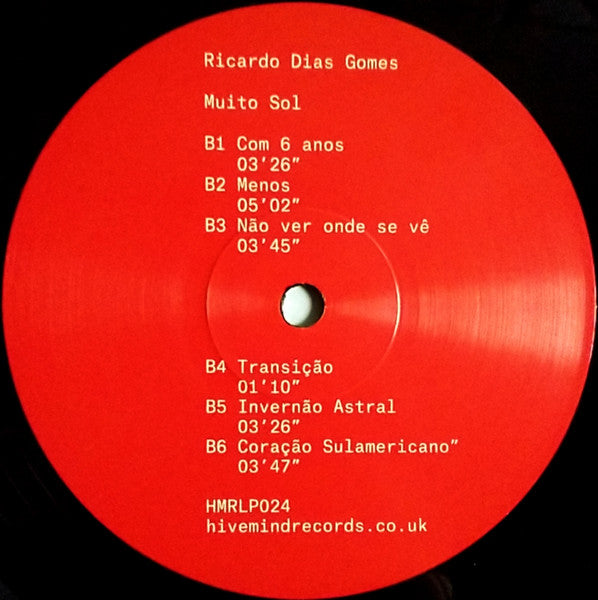 Ricardo Dias Gomes
Muito Sol
B1 Com 6 anos
03'26"
B2 Menos
05'02"
B3 Não ver onde se vê
03'45"
B4 Transição
01'10"
B5 Invernão Astral
03'26"
B6 Coração Sulamericano"
03'47"
HMRLP024
hivemindrecords.co.uk